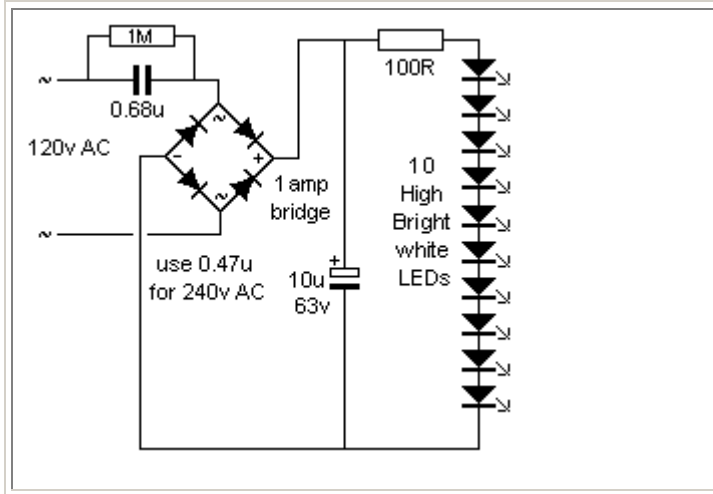 1M
~
0.68u
~
120v AC
-
+
1 amp
bridge
~
~
use 0.47u
for 240v AC
+
10u
63v
100R
10
High
Bright
white
LEDs